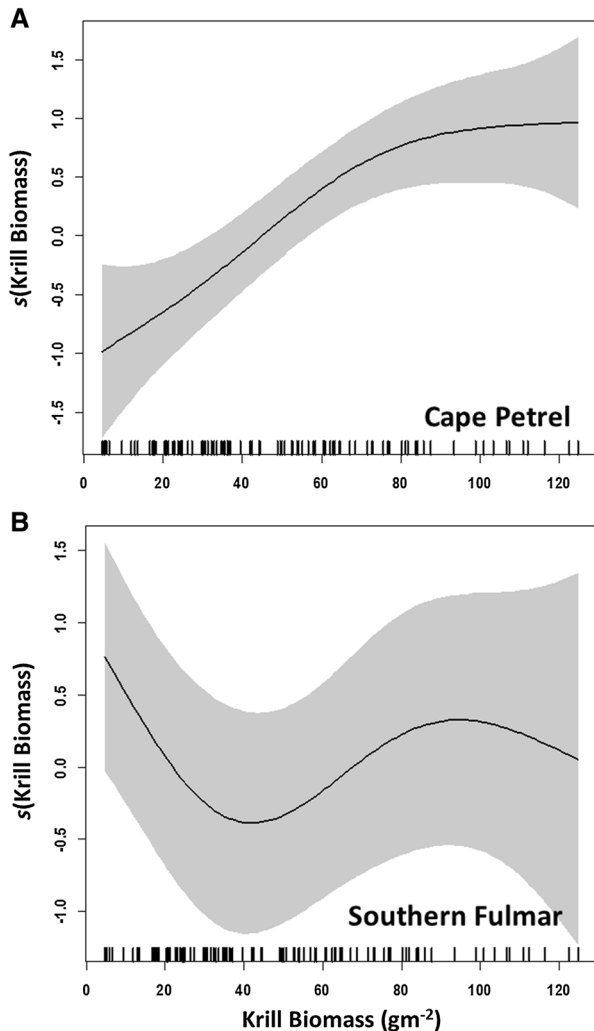 A
1.5
1.0
0.5
0.0
-0.5
-1.0
-1.5
s(Krill Biomass)
Cape Petrel
0 20 40 60 80 100 120
B
1.5
1.0
0.5
0.0
-0.5
-1.0
s(Krill Biomass)
Southern Fulmar
0 20 40 60 80 100 120
Krill Biomass (gm-2)